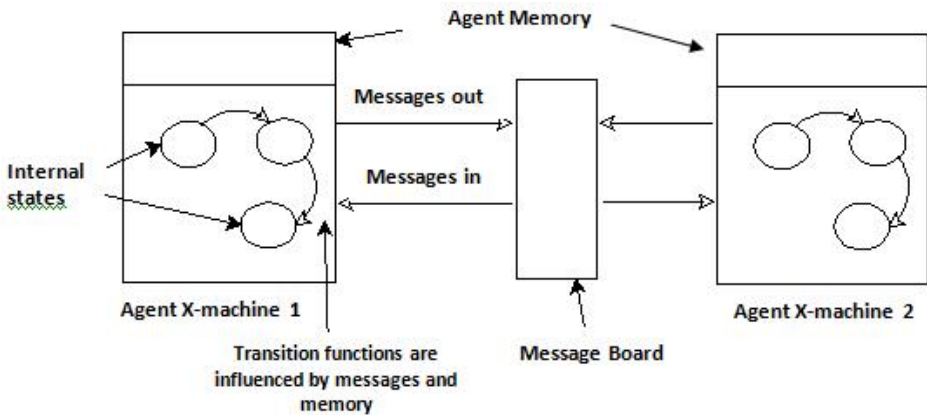 Agent Memory
Messages out
Internal
states
Messages in
Agent X-machine 1
Agent X-machine 2
Transition functions are
influenced by messages and
memory
Message Board